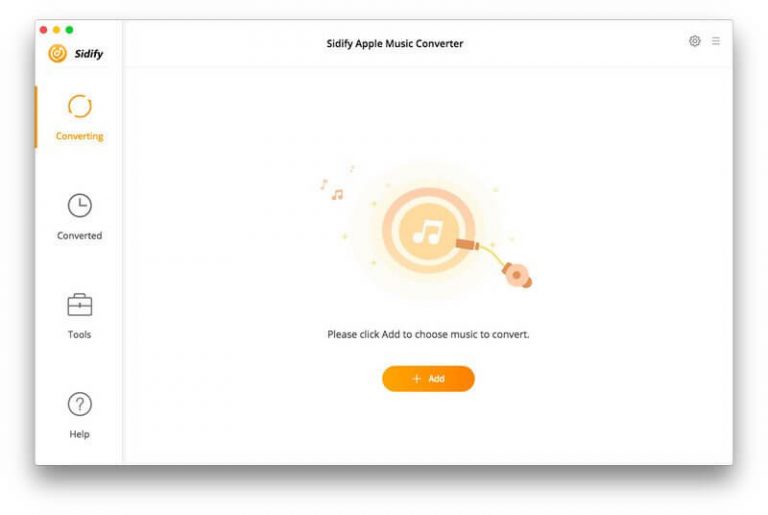 Sidify
Sidify Apple Music Converter
Converting
Converted
Tools
Help
Please click Add to choose music to convert.
+ Add